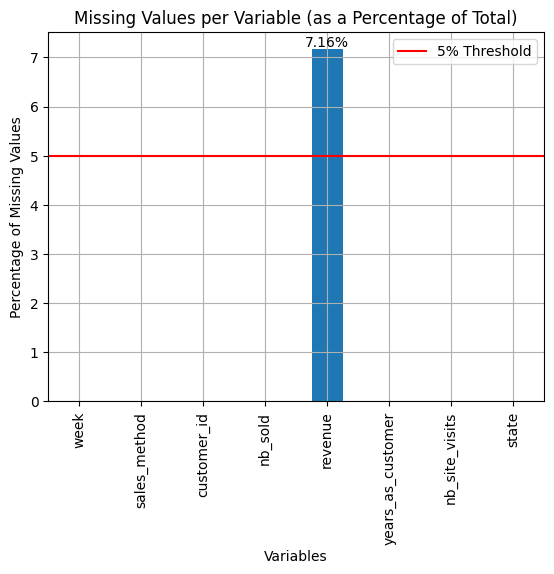 Missing Values per Variable (as a Percentage of Total)
7.16%
5% Threshold
Percentage of Missing Values
7
6
5
4
3
2
1
0
week
sales_method
customer_id
nb_sold
revenue
years_as_customer
nb_site_visits
state
Variables